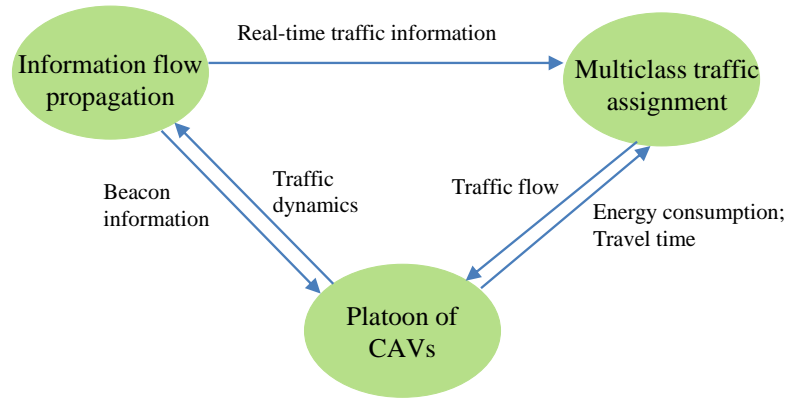 Real-time traffic information
Information flow
propagation
Multiclass traffic
assignment
Beacon
information
Traffic
dynamics
Traffic flow
Energy consumption;
Travel time
Platoon of
CAVs